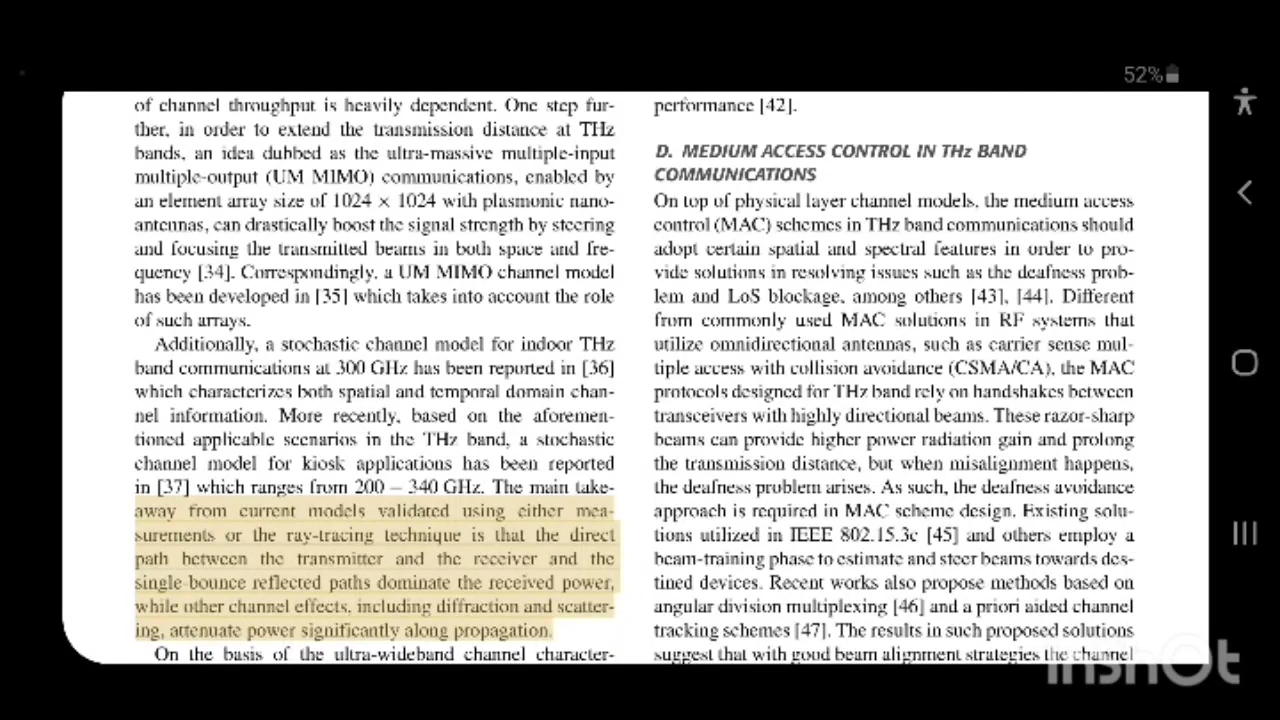 52%
of channel throughput is heavily dependent. One step fur-
ther, in order to extend the transmission distance at THz
bands, an idea dubbed as the ultra-massive multiple-input
multiple-output (UM MIMO) communications, enabled by
an element array size of 1024 × 1024 with plasmonic nano-
antennas, can drastically boost the signal strength by steering
and focusing the transmitted beams in both space and fre-
quency [34]. Correspondingly, a UM MIMO channel model
has been developed in [35] which takes into account the role
of such arrays.
Additionally, a stochastic channel model for indoor THz
band communications at 300 GHz has been reported in [36]
which characterizes both spatial and temporal domain chan-
nel information. More recently, based on the aforemen-
tioned applicable scenarios in the THz band, a stochastic
channel model for kiosk applications has been reported
in [37] which ranges from 200 – 340 GHz. The main take-
away from current models validated using either mea-
surements or the ray-tracing technique is that the direct
path between the transmitter and the receiver and the
single-bounce reflected paths dominate the received power,
while other channel effects, including diffraction and scatter-
ing, attenuate power significantly along propagation.
On the basis of the ultra-wideband channel character-
performance [42].
D. MEDIUM ACCESS CONTROL IN THz BAND
COMMUNICATIONS
On top of physical layer channel models, the medium access
control (MAC) schemes in THz band communications should
adopt certain spatial and spectral features in order to pro-
vide solutions in resolving issues such as the deafness prob-
lem and LoS blockage, among others [43], [44]. Different
from commonly used MAC solutions in RF systems that
utilize omnidirectional antennas, such as carrier sense mul-
tiple access with collision avoidance (CSMA/CA), the MAC
protocols designed for THz band rely on handshakes between
transceivers with highly directional beams. These razor-sharp
beams can provide higher power radiation gain and prolong
the transmission distance, but when misalignment happens,
the deafness problem arises. As such, the deafness avoidance
approach is required in MAC scheme design. Existing solu-
tions utilized in IEEE 802.15.3c [45] and others employ a
beam-training phase to estimate and steer beams towards des-
tined devices. Recent works also propose methods based on
angular division multiplexing [46] and a priori aided channel
tracking schemes [47]. The results in such proposed solutions
suggest that with good beam alignment strategies the channel
InShOt